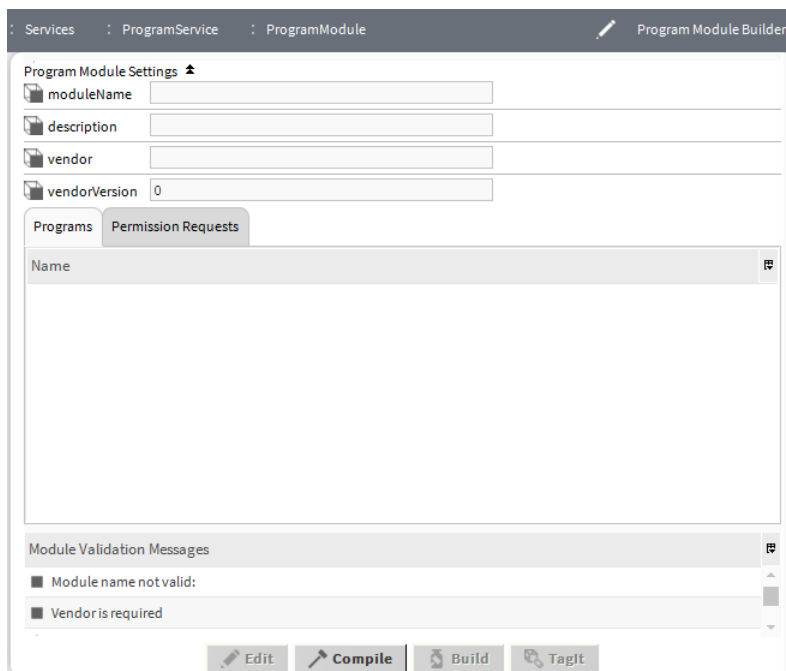 : Services : ProgramService : ProgramModule Program Module Builder
Program Module Settings
moduleName
description
vendor
vendorVersion 0
Programs Permission Requests
Name
Module Validation Messages
Module name not valid:
Vendor is required
Edit Compile Build TagIt